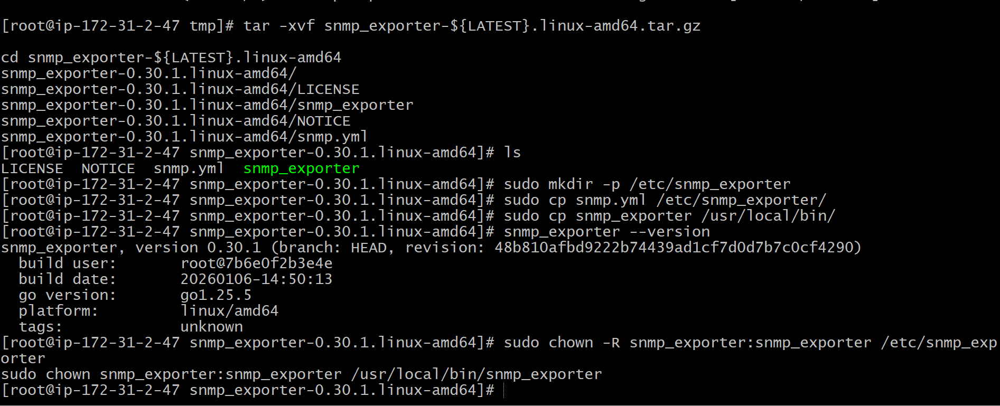 [root@ip-172-31-2-47 tmp]# tar -xvf snmp_exporter-${LATEST}.linux-amd64.tar.gz
cd snmp_exporter-${LATEST}.linux-amd64
snmp_exporter-0.30.1.linux-amd64/
snmp_exporter-0.30.1.linux-amd64/LICENSE
snmp_exporter-0.30.1.linux-amd64/snmp_exporter
snmp_exporter-0.30.1.linux-amd64/NOTICE
snmp_exporter-0.30.1.linux-amd64/snmp.yml
[root@ip-172-31-2-47 snmp_exporter-0.30.1.linux-amd64]# ls
LICENSE  NOTICE  snmp.yml  snmp_exporter
[root@ip-172-31-2-47 snmp_exporter-0.30.1.linux-amd64]# sudo mkdir -p /etc/snmp_exporter
[root@ip-172-31-2-47 snmp_exporter-0.30.1.linux-amd64]# sudo cp snmp.yml /etc/snmp_exporter/
[root@ip-172-31-2-47 snmp_exporter-0.30.1.linux-amd64]# sudo cp snmp_exporter /usr/local/bin/
[root@ip-172-31-2-47 snmp_exporter-0.30.1.linux-amd64]# snmp_exporter --version
snmp_exporter, version 0.30.1 (branch: HEAD, revision: 48b810afbd9222b74439ad1cf7d0d7b7c0cf4290)
  build user:       root@7b6e0f2b3e4e
  build date:       20260106-14:50:13
  go version:       go1.25.5
  platform:         linux/amd64
  tags:             unknown
[root@ip-172-31-2-47 snmp_exporter-0.30.1.linux-amd64]# sudo chown -R snmp_exporter:snmp_exporter /etc/snmp_exp
orter
sudo chown snmp_exporter:snmp_exporter /usr/local/bin/snmp_exporter
[root@ip-172-31-2-47 snmp_exporter-0.30.1.linux-amd64]#